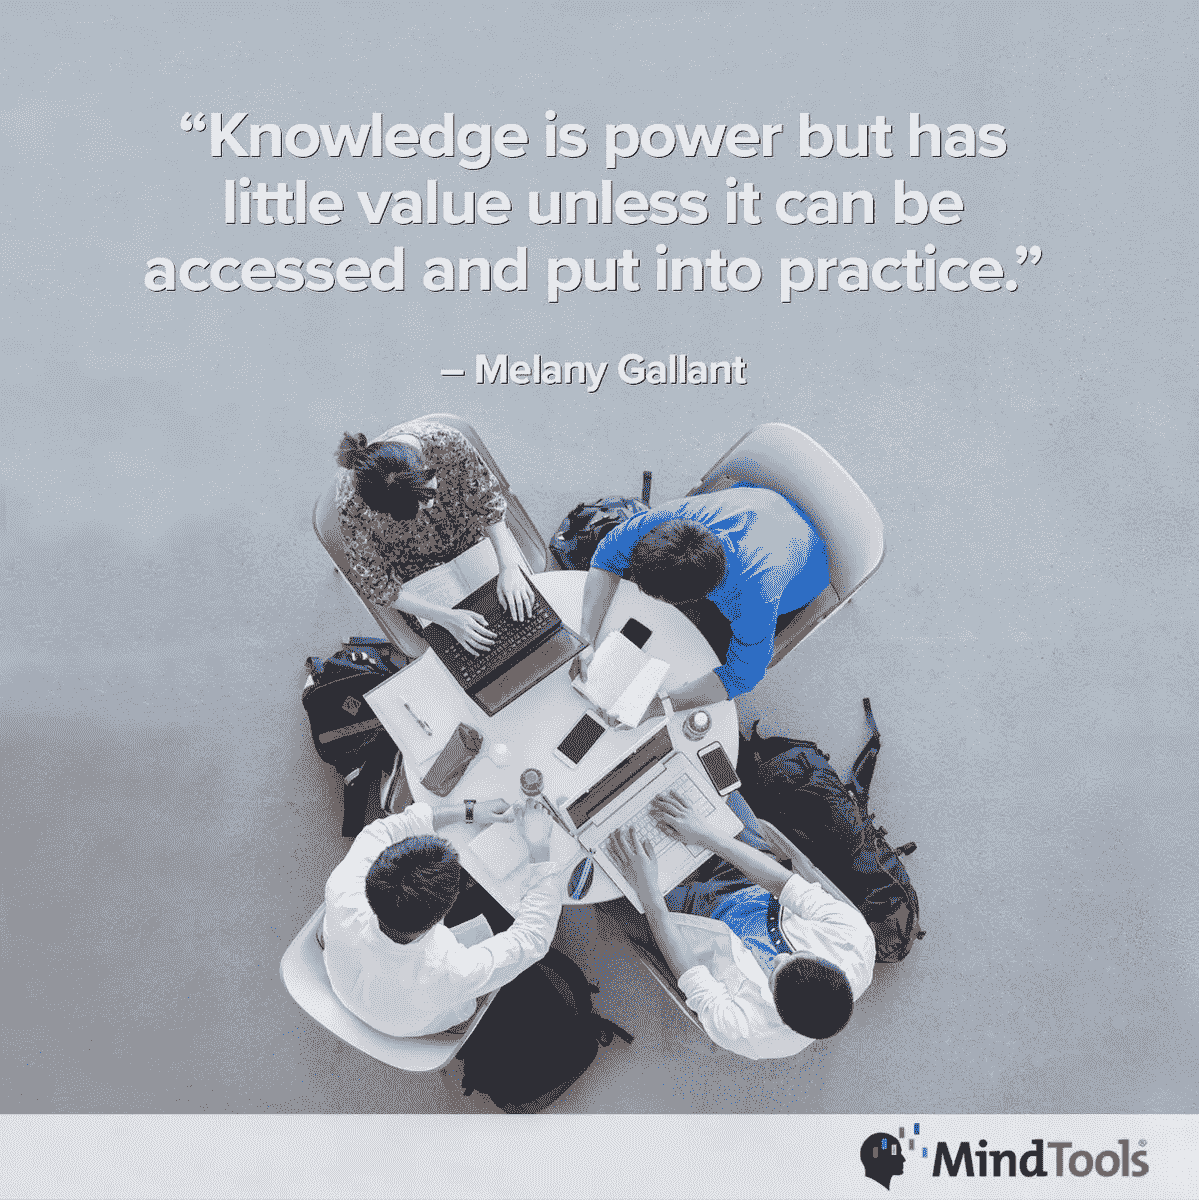 “Knowledge is power but has
little value unless it can be
accessed and put into practice.”
– Melany Gallant
MindTools®